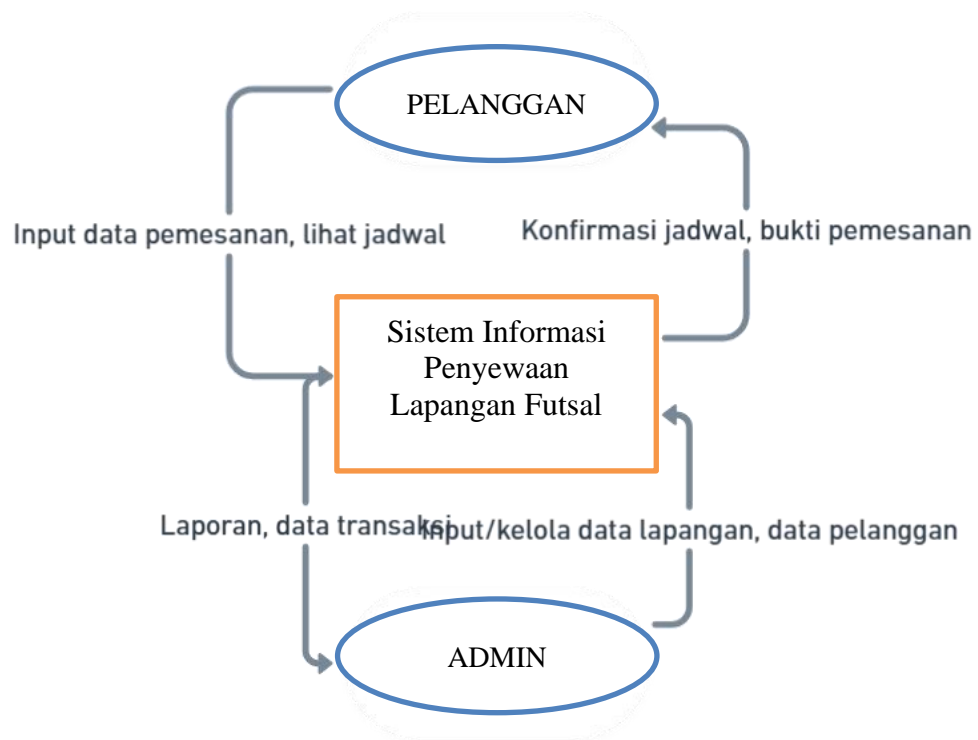 PELANGGAN
Input data pemesanan, lihat jadwal
Konfirmasi jadwal, bukti pemesanan
Sistem Informasi
Penyewaan
Lapangan Futsal
Laporan, data transaksi
Input/kelola data lapangan, data pelanggan
ADMIN